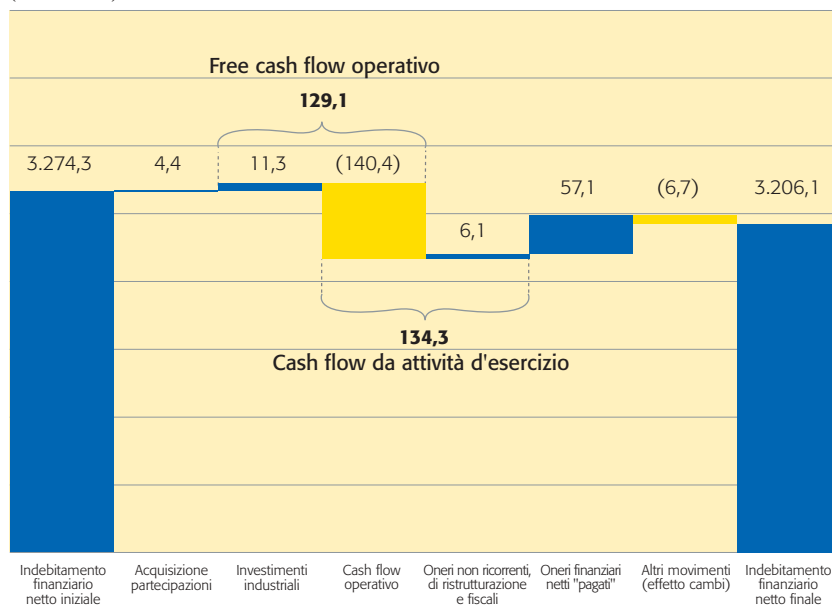 Free cash flow operativo
129,1
3.274,3
4,4
11,3
(140,4)
6,1
57,1
(6,7)
3.206,1
134,3
Cash flow da attività d'esercizio
Indebitamento
finanziario
netto iniziale
Acquisizione
partecipazioni
Investimenti
industriali
Cash flow
operativo
Oneri non ricorrenti,
di ristrutturazione
e fiscali
Oneri finanziari
netti "pagati"
Altri movimenti
(effetto cambi)
Indebitamento
finanziario
netto finale